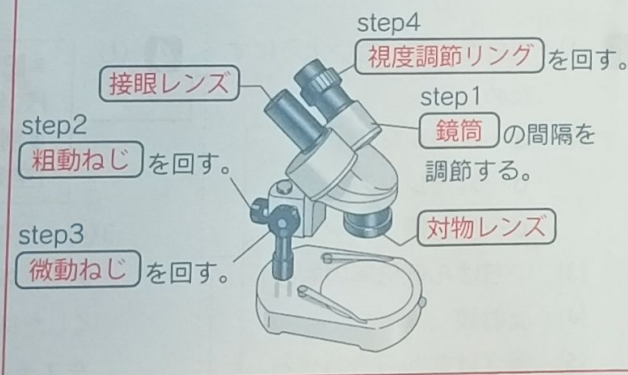 step4
視度調節リング を回す。
接眼レンズ
step1
鏡筒 の間隔を
調節する。
step2
粗動ねじ を回す。
対物レンズ
step3
微動ねじ を回す。